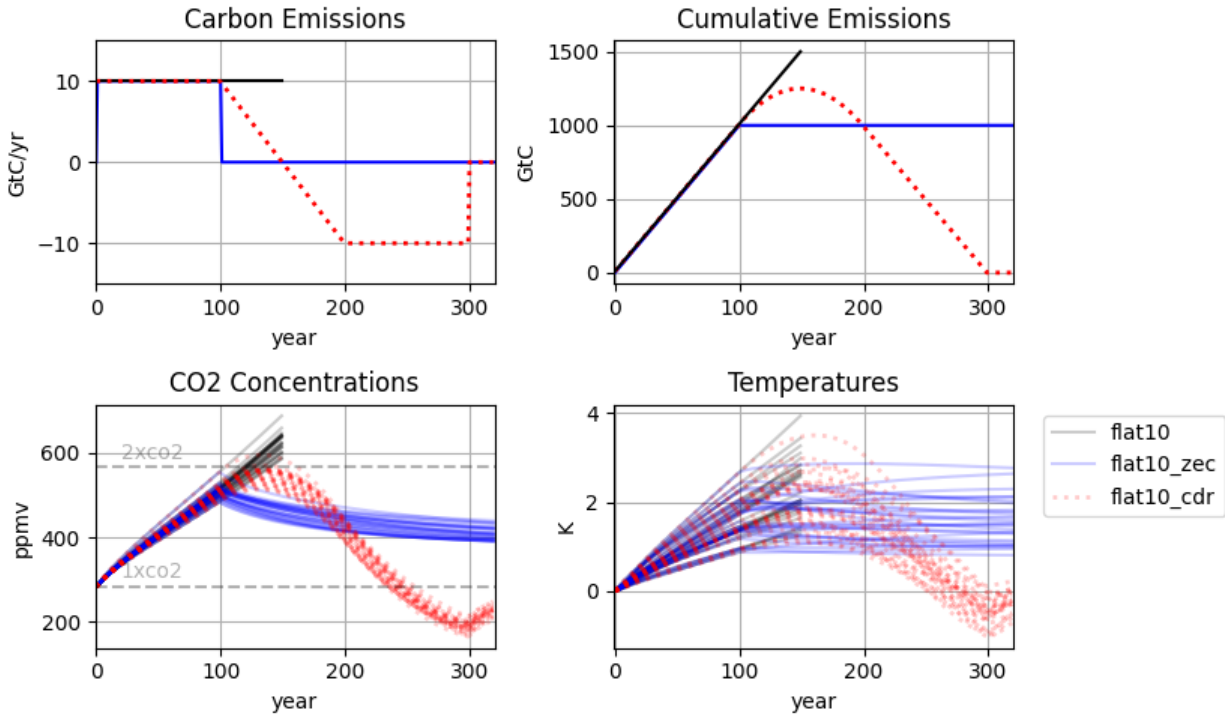 Carbon Emissions
GtC/yr
10
0
−10
0 100 200 300
year
Cumulative Emissions
GtC
1500
1000
500
0
0 100 200 300
year
CO2 Concentrations
ppmv
600
400
200
2xco2
1xco2
0 100 200 300
year
Temperatures
K
4
2
0
0 100 200 300
year
flat10
flat10_zec
flat10_cdr